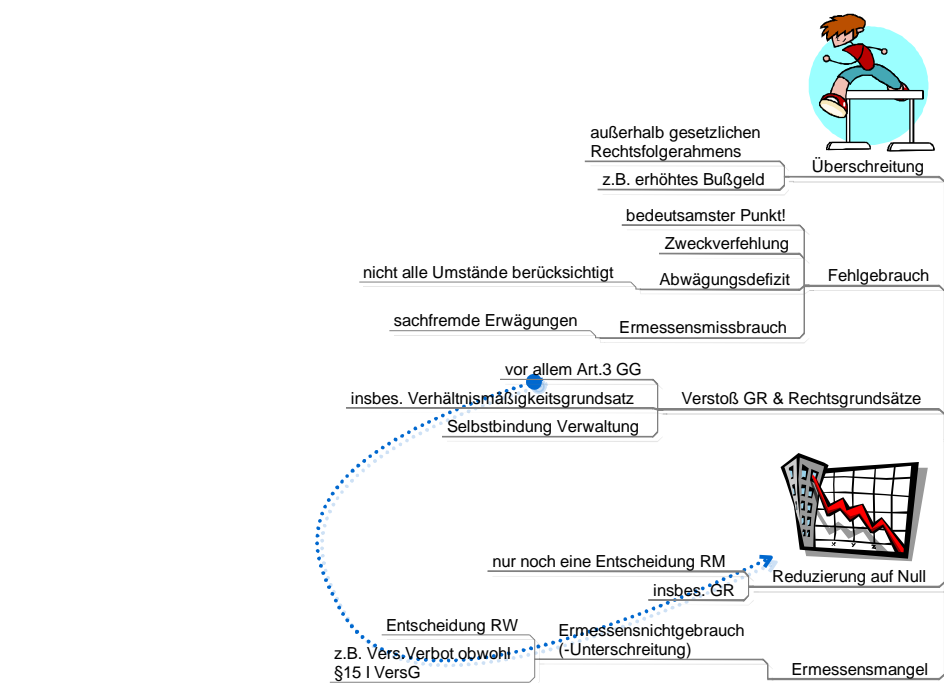 außerhalb gesetzlichen
Rechtsfolgerahmens
z.B. erhöhtes Bußgeld
Überschreitung
bedeutsamster Punkt!
Zweckverfehlung
nicht alle Umstände berücksichtigt
Abwägungsdefizit
Fehlgebrauch
sachfremde Erwägungen
Ermessensmissbrauch
vor allem Art.3 GG
insbes. Verhältnismäßigkeitsgrundsatz
Selbstbindung Verwaltung
Verstoß GR & Rechtsgrundsätze
nur noch eine Entscheidung RM
insbes. GR
Reduzierung auf Null
Entscheidung RW
z.B. Vers.Verbot obwohl
§15 I VersG
Ermessensnichtgebrauch
(-Unterschreitung)
Ermessensmangel